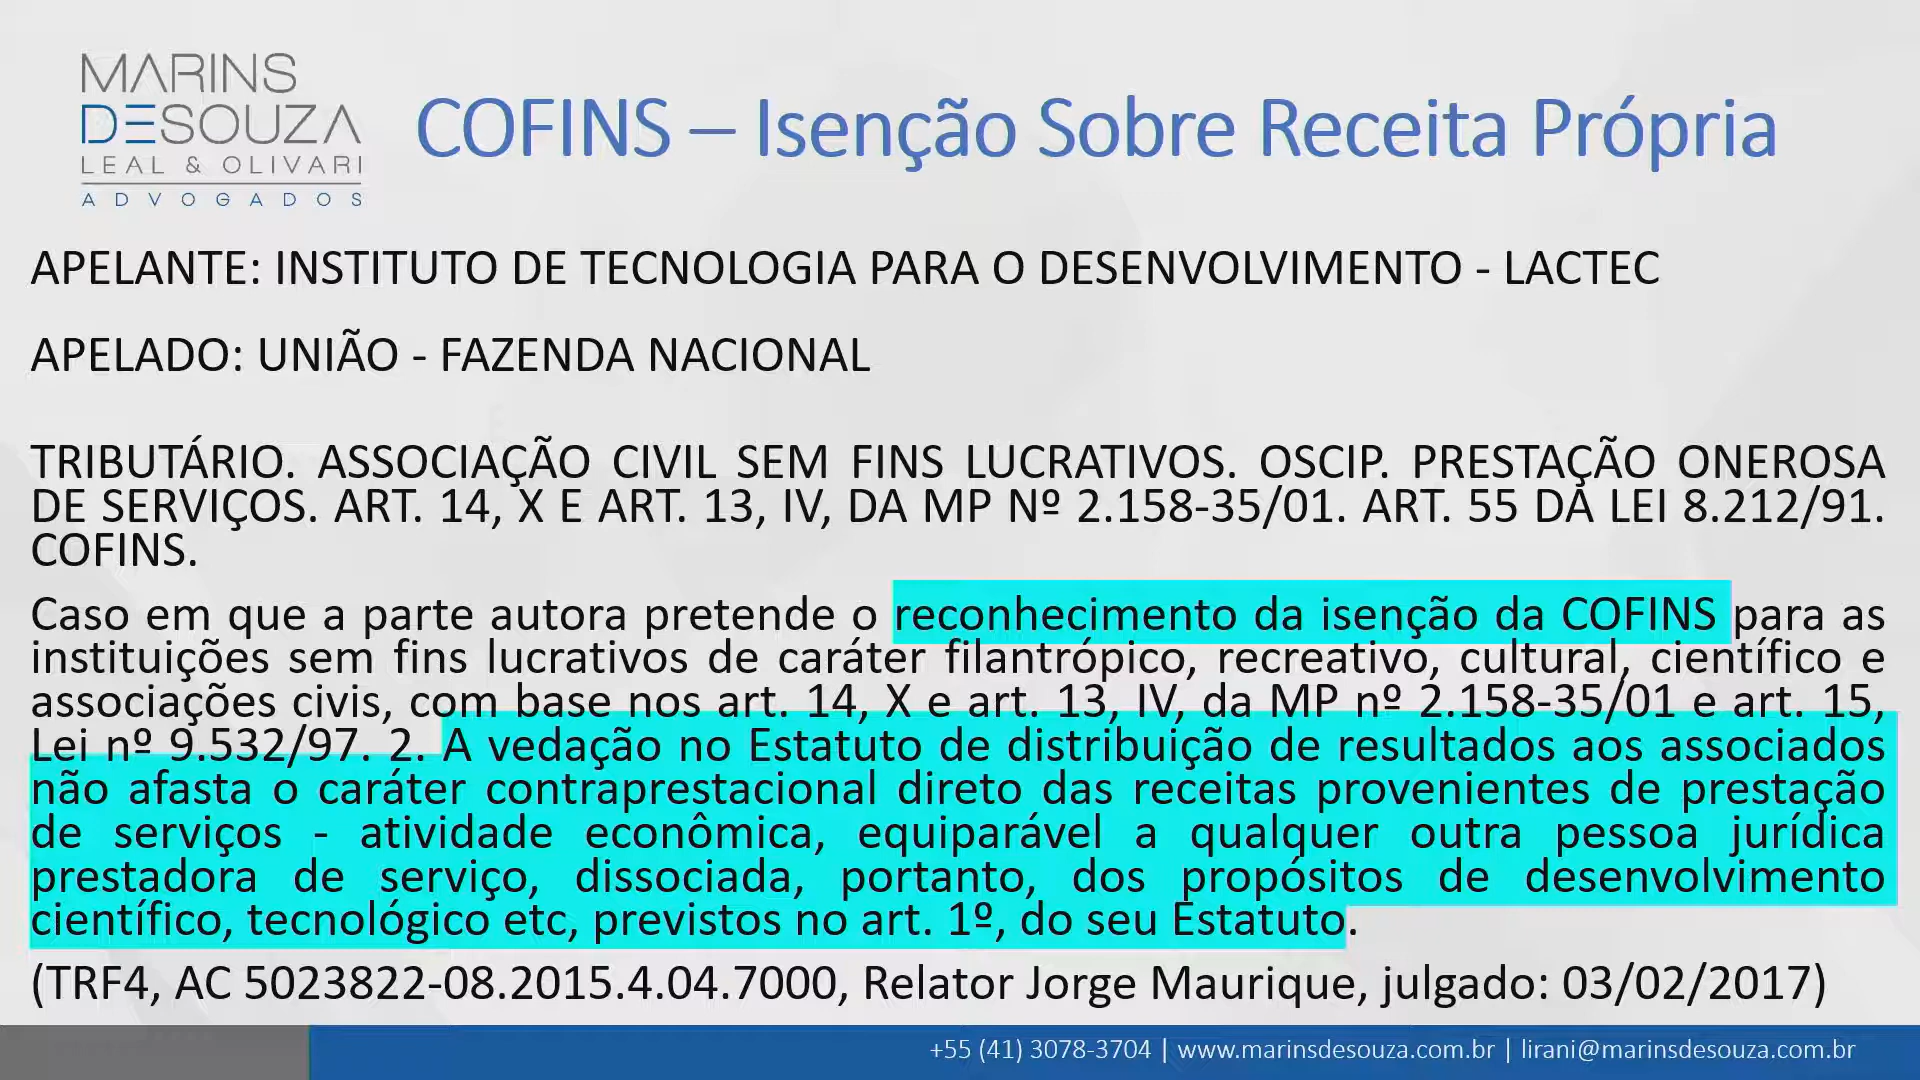 MARINS
DESOUZA
LEAL & OLIVARI
ADVOGADOS
COFINS – Isenção Sobre Receita Própria
APELANTE: INSTITUTO DE TECNOLOGIA PARA O DESENVOLVIMENTO - LACTEC
APELADO: UNIÃO - FAZENDA NACIONAL
TRIBUTÁRIO. ASSOCIAÇÃO CIVIL SEM FINS LUCRATIVOS. OSCIP. PRESTAÇÃO ONEROSA
DE SERVIÇOS. ART. 14, X E ART. 13, IV, DA MP Nº 2.158-35/01. ART. 55 DA LEI 8.212/91.
COFINS.
Caso em que a parte autora pretende o reconhecimento da isenção da COFINS para as
instituições sem fins lucrativos de caráter filantrópico, recreativo, cultural, científico e
associações civis, com base nos art. 14, X e art. 13, IV, da MP nº 2.158-35/01 e art. 15,
Lei nº 9.532/97. 2. A vedação no Estatuto de distribuição de resultados aos associados
não afasta o caráter contraprestacional direto das receitas provenientes de prestação
de serviços - atividade econômica, equiparável a qualquer outra pessoa jurídica
prestadora de serviço, dissociada, portanto, dos propósitos de desenvolvimento
científico, tecnológico etc, previstos no art. 1º, do seu Estatuto.
(TRF4, AC 5023822-08.2015.4.04.7000, Relator Jorge Maurique, julgado: 03/02/2017)
+55 (41) 3078-3704 | www.marinsdesouza.com.br | lirani@marinsdesouza.com.br